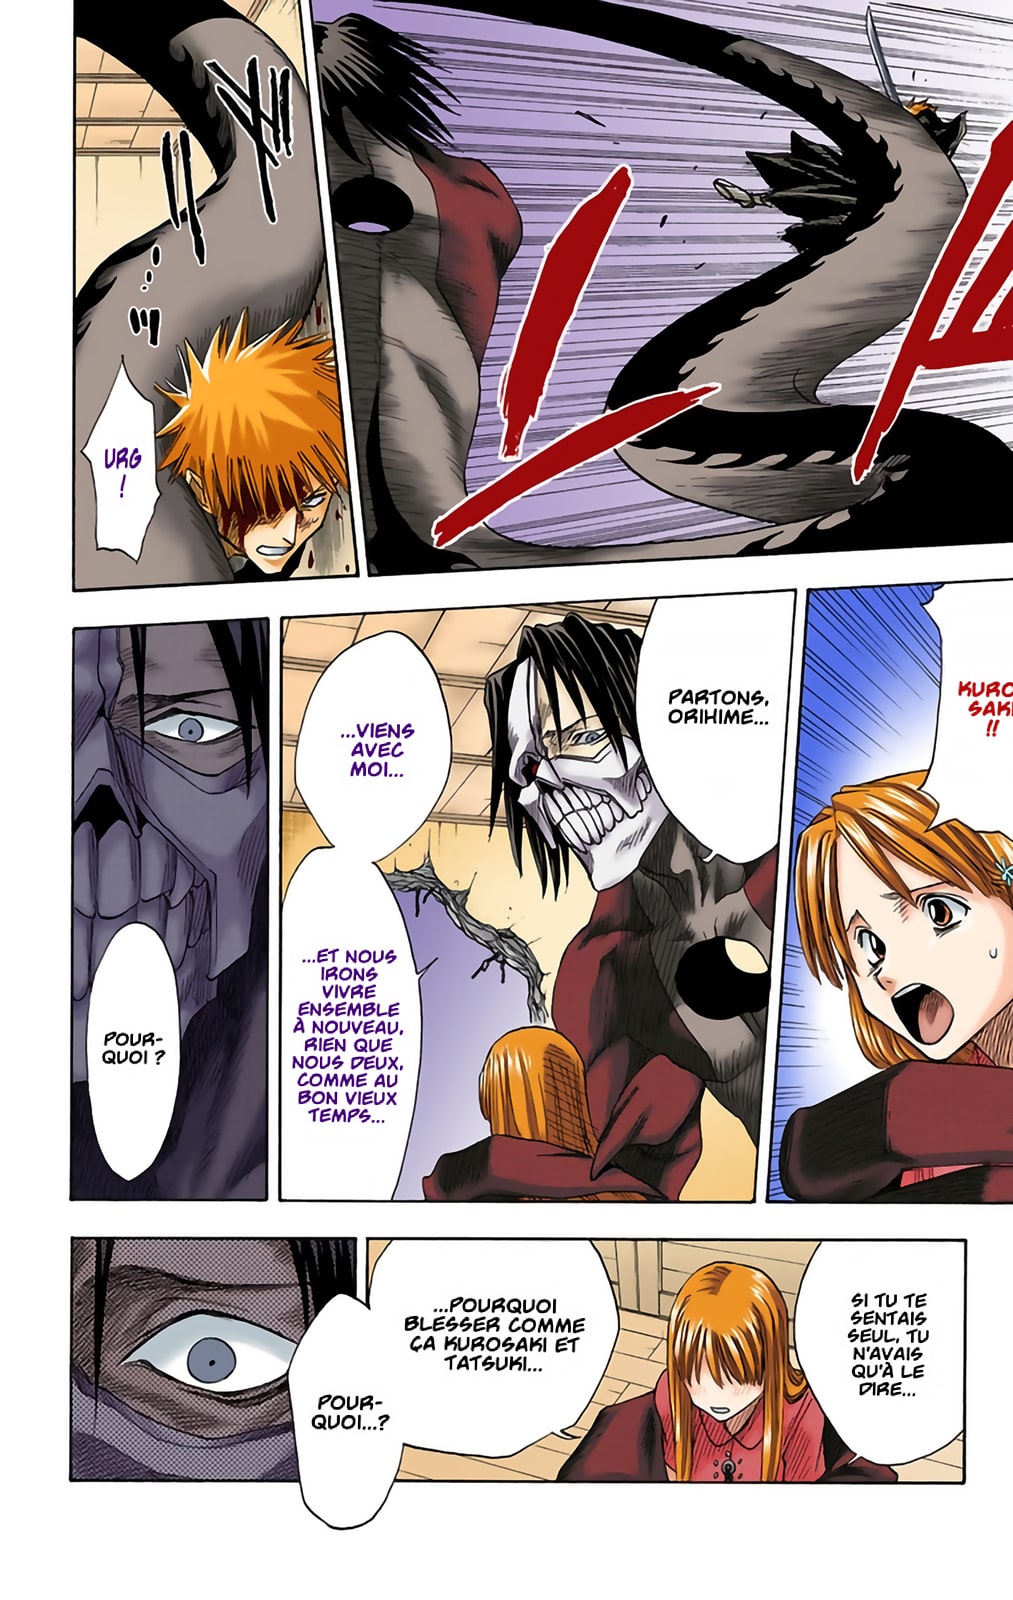 URG
!
KURO
SAKI
!!
PARTONS,
ORIHIME...
...VIENS
AVEC
MOI...
...ET NOUS
IRONS
VIVRE
ENSEMBLE
À NOUVEAU,
RIEN QUE
NOUS DEUX,
COMME AU
BON VIEUX
TEMPS...
POUR-
QUOI ?
SI TU TE
SENTAIS
SEUL, TU
N'AVAIS
QU'À LE
DIRE...
...POURQUOI
BLESSER COMME
ÇA KUROSAKI ET
TATSUKI...
POUR-
QUOI...?